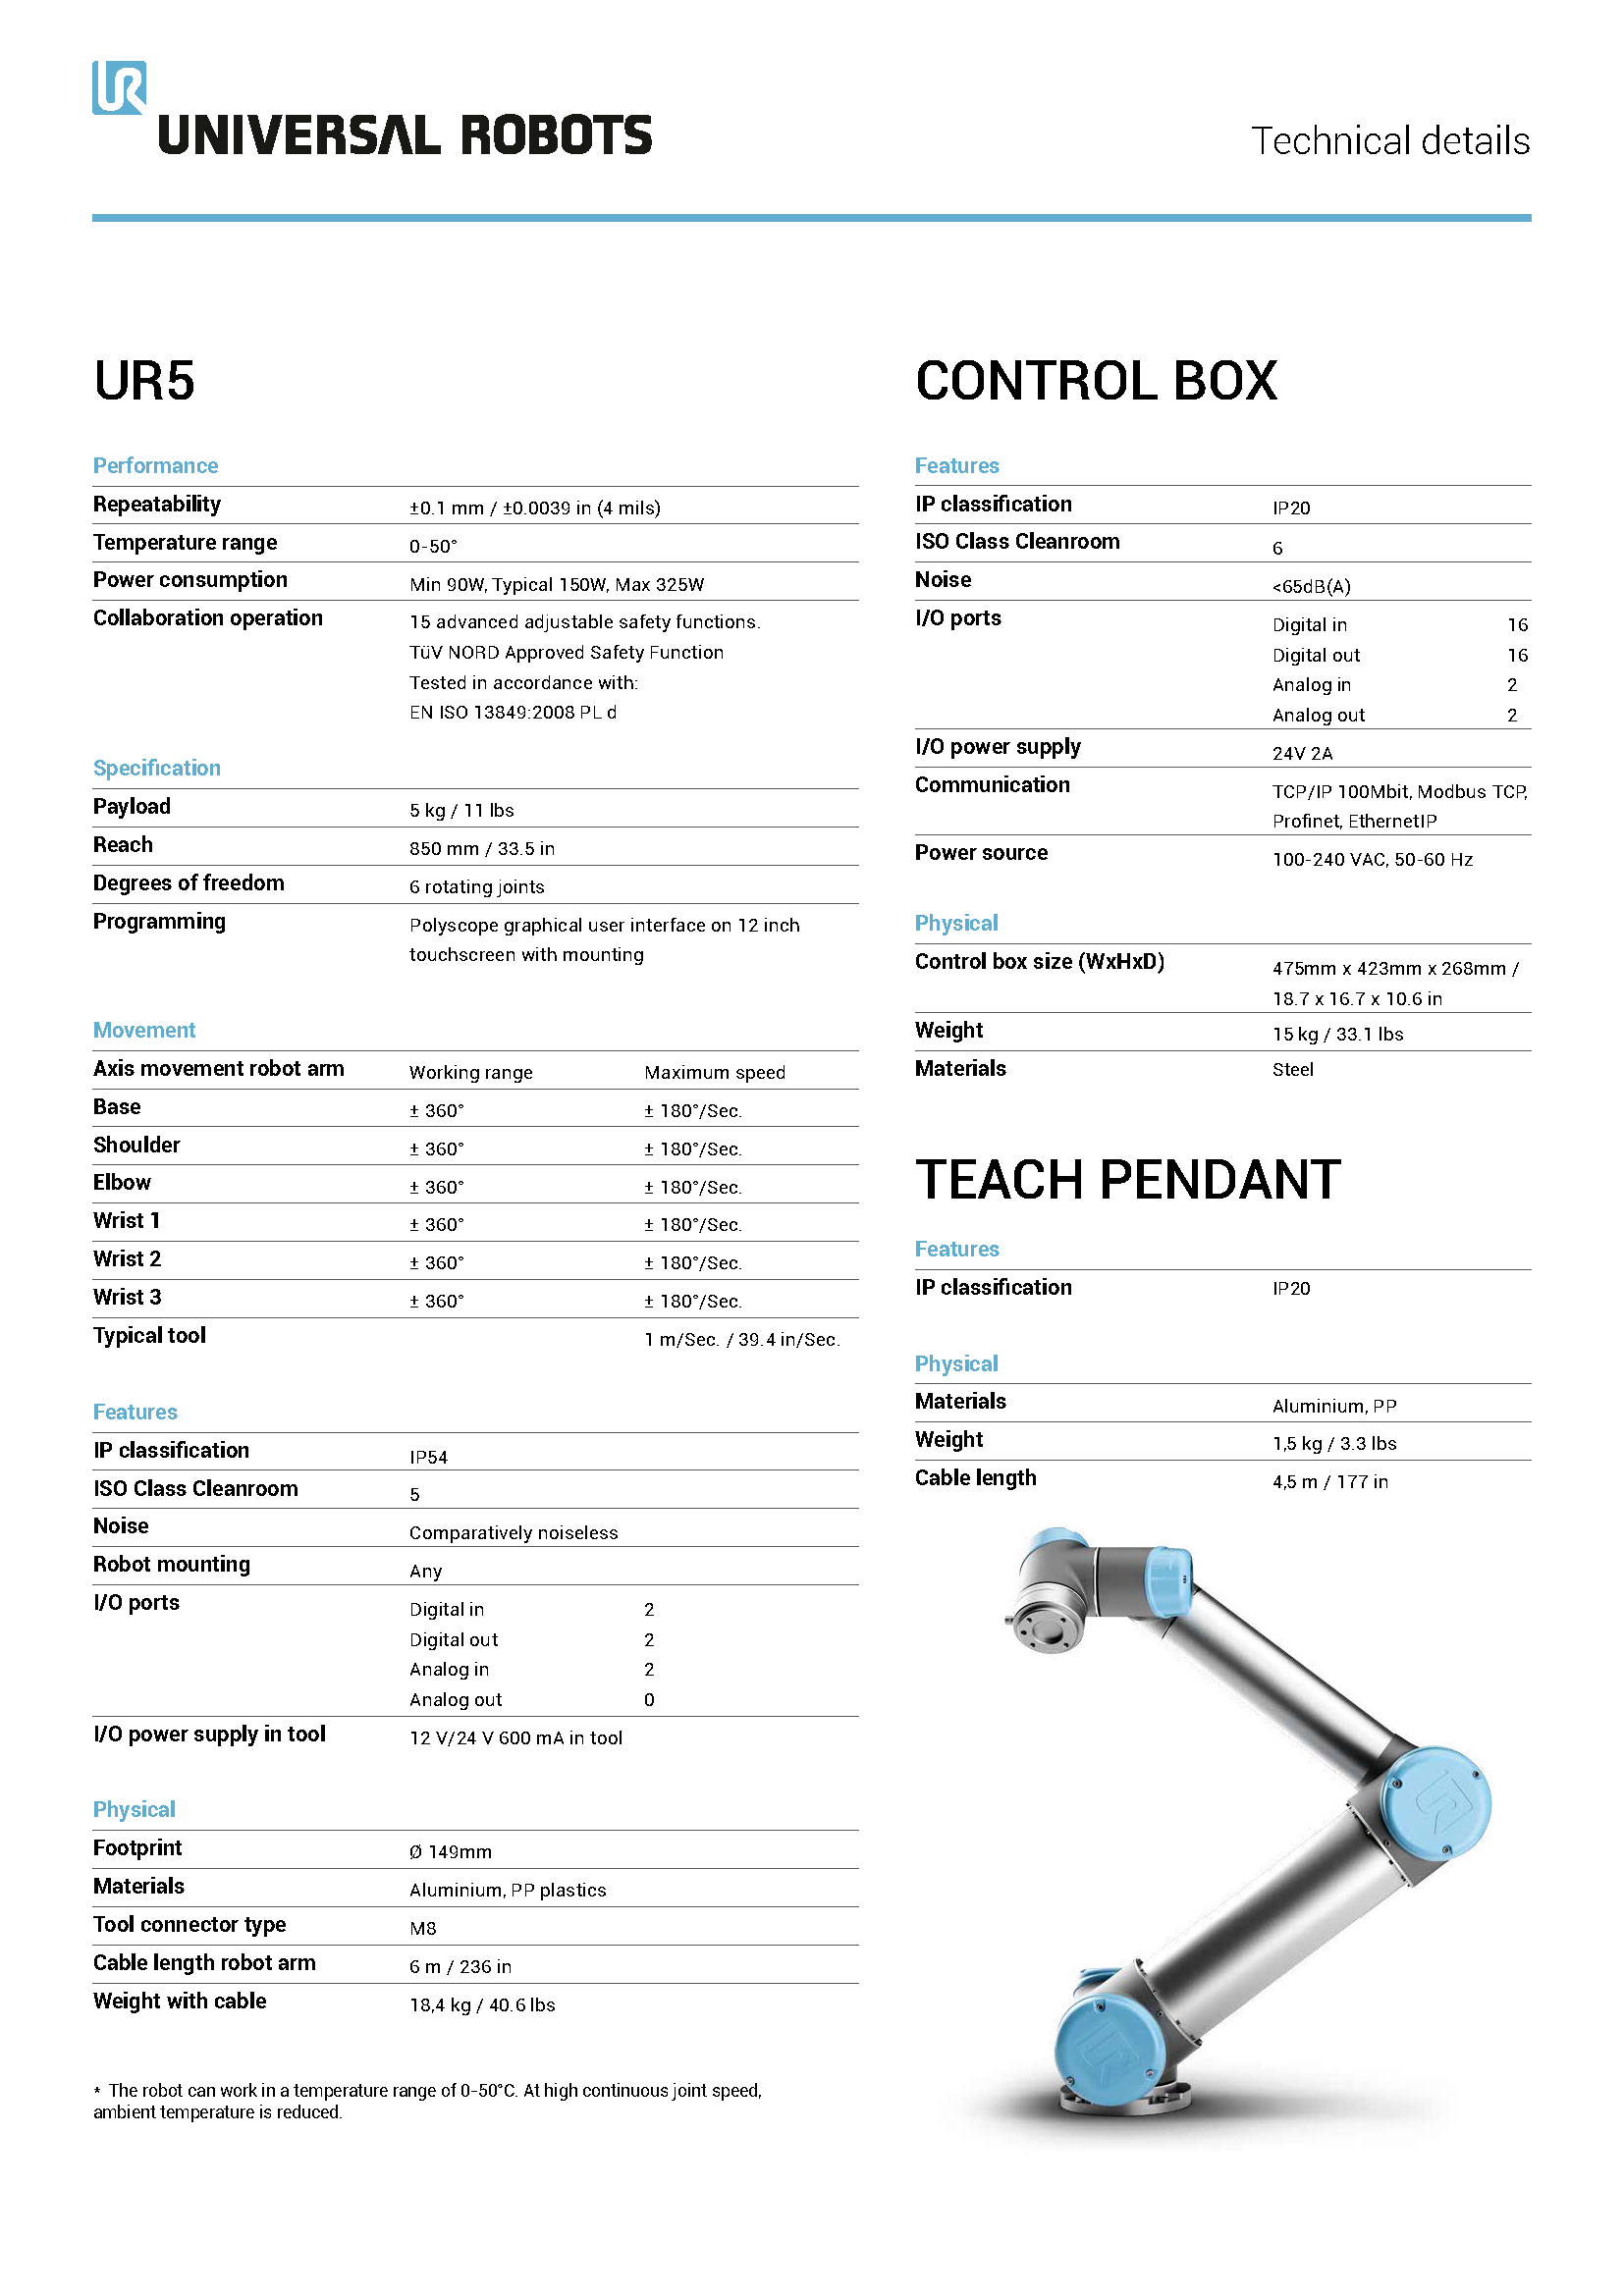 UR
UNIVERSAL ROBOTS
Technical details
UR5
Performance
Repeatability ±0.1 mm / ±0.0039 in (4 mils)
Temperature range 0-50°
Power consumption Min 90W, Typical 150W, Max 325W
Collaboration operation 15 advanced adjustable safety functions.
TüV NORD Approved Safety Function
Tested in accordance with:
EN ISO 13849:2008 PL d
Specification
Payload 5 kg / 11 lbs
Reach 850 mm / 33.5 in
Degrees of freedom 6 rotating joints
Programming Polyscope graphical user interface on 12 inch
touchscreen with mounting
Movement
Axis movement robot arm Working range Maximum speed
Base ± 360° ± 180°/Sec.
Shoulder ± 360° ± 180°/Sec.
Elbow ± 360° ± 180°/Sec.
Wrist 1 ± 360° ± 180°/Sec.
Wrist 2 ± 360° ± 180°/Sec.
Wrist 3 ± 360° ± 180°/Sec.
Typical tool 1 m/Sec. / 39.4 in/Sec.
Features
IP classification IP54
ISO Class Cleanroom 5
Noise Comparatively noiseless
Robot mounting Any
I/O ports Digital in 2
Digital out 2
Analog in 2
Analog out 0
I/O power supply in tool 12 V/24 V 600 mA in tool
Physical
Footprint Ø 149mm
Materials Aluminium, PP plastics
Tool connector type M8
Cable length robot arm 6 m / 236 in
Weight with cable 18,4 kg / 40.6 lbs
* The robot can work in a temperature range of 0-50°C. At high continuous joint speed,
ambient temperature is reduced.
CONTROL BOX
Features
IP classification IP20
ISO Class Cleanroom 6
Noise <65dB(A)
I/O ports Digital in 16
Digital out 16
Analog in 2
Analog out 2
I/O power supply 24V 2A
Communication TCP/IP 100Mbit, Modbus TCP,
Profinet, EthernetIP
Power source 100-240 VAC, 50-60 Hz
Physical
Control box size (WxHxD) 475mm x 423mm x 268mm /
18.7 x 16.7 x 10.6 in
Weight 15 kg / 33.1 lbs
Materials Steel
TEACH PENDANT
Features
IP classification IP20
Physical
Materials Aluminium, PP
Weight 1,5 kg / 3.3 lbs
Cable length 4,5 m / 177 in
UR
UR